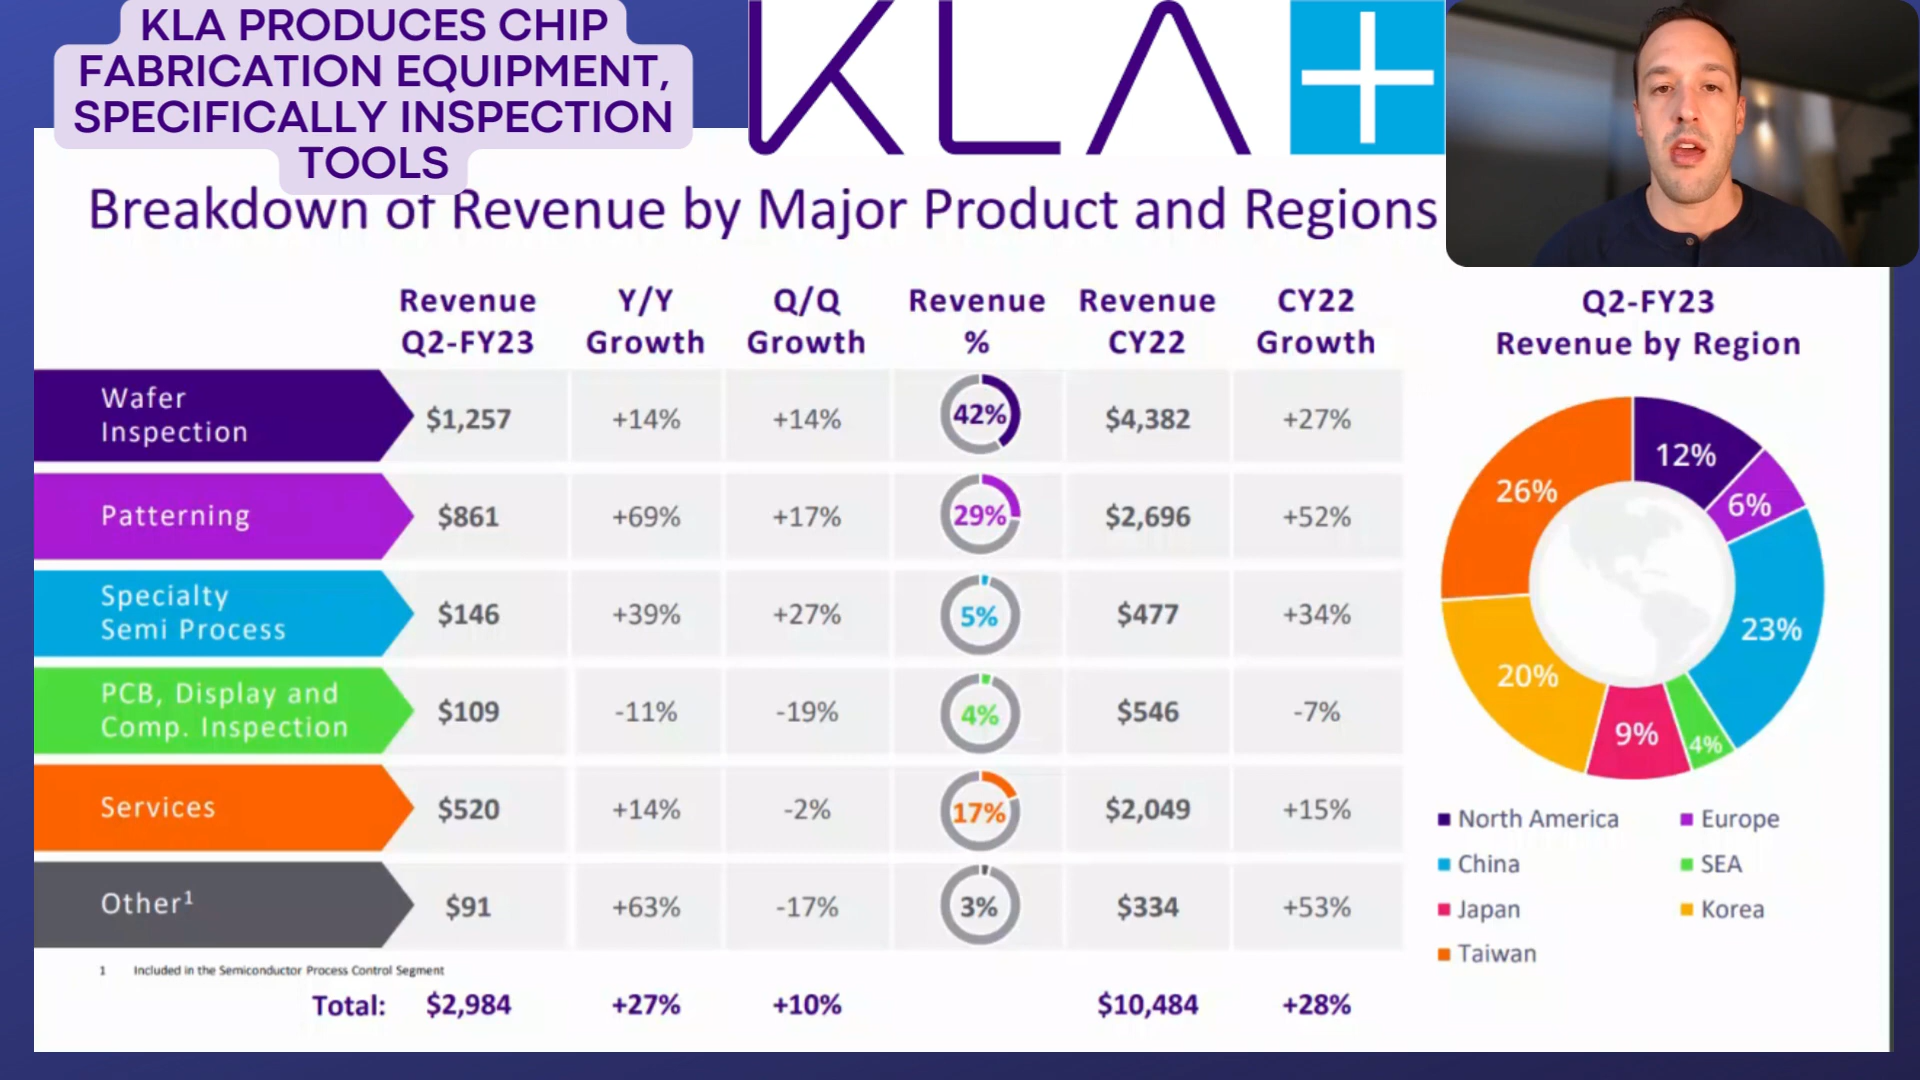 KLA PRODUCES CHIP
FABRICATION EQUIPMENT,
SPECIFICALLY INSPECTION
TOOLS
KLA+
Breakdown of Revenue by Major Product and Regions
Revenue Q2-FY23 Y/Y Growth Q/Q Growth Revenue % Revenue CY22 CY22 Growth
Wafer Inspection $1,257 +14% +14% 42% $4,382 +27%
Patterning $861 +69% +17% 29% $2,696 +52%
Specialty Semi Process $146 +39% +27% 5% $477 +34%
PCB, Display and Comp. Inspection $109 -11% -19% 4% $546 -7%
Services $520 +14% -2% 17% $2,049 +15%
Other¹ $91 +63% -17% 3% $334 +53%
1 Included in the Semiconductor Process Control Segment
Total: $2,984 +27% +10% $10,484 +28%
Q2-FY23
Revenue by Region
12%
6%
23%
4%
9%
20%
26%
North America Europe
China SEA
Japan Korea
Taiwan